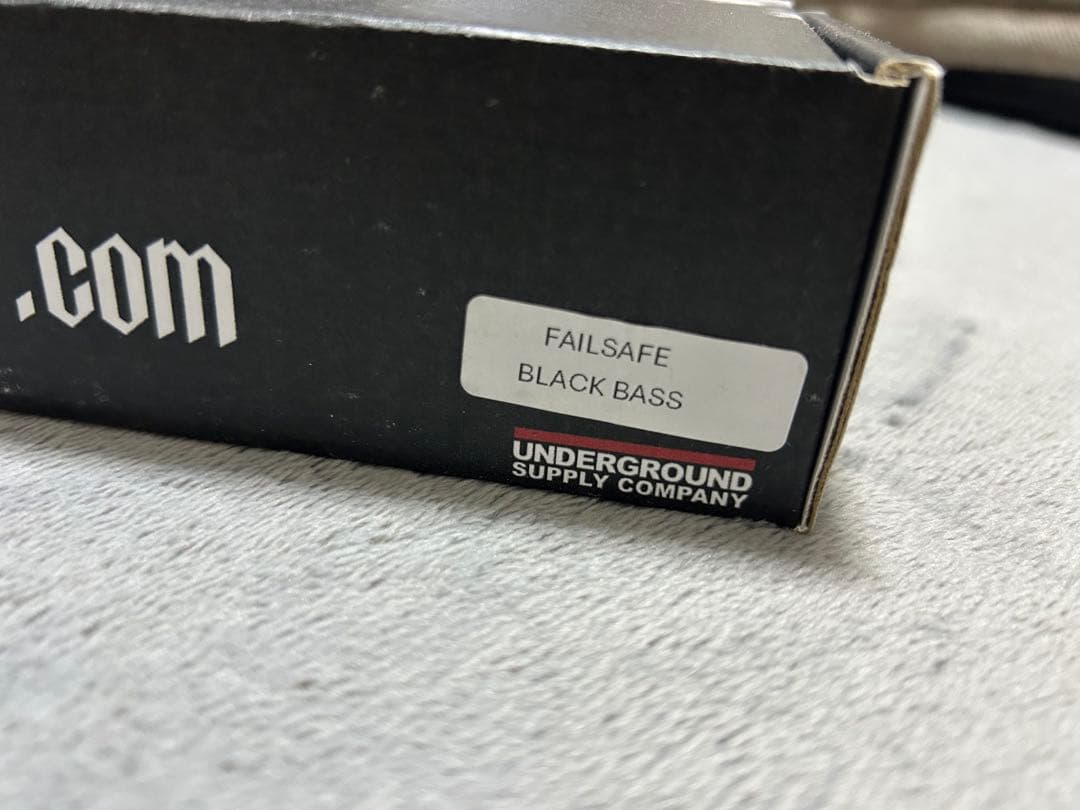 .com
FAILSAFE
BLACK BASS
UNDERGROUND
SUPPLY COMPANY